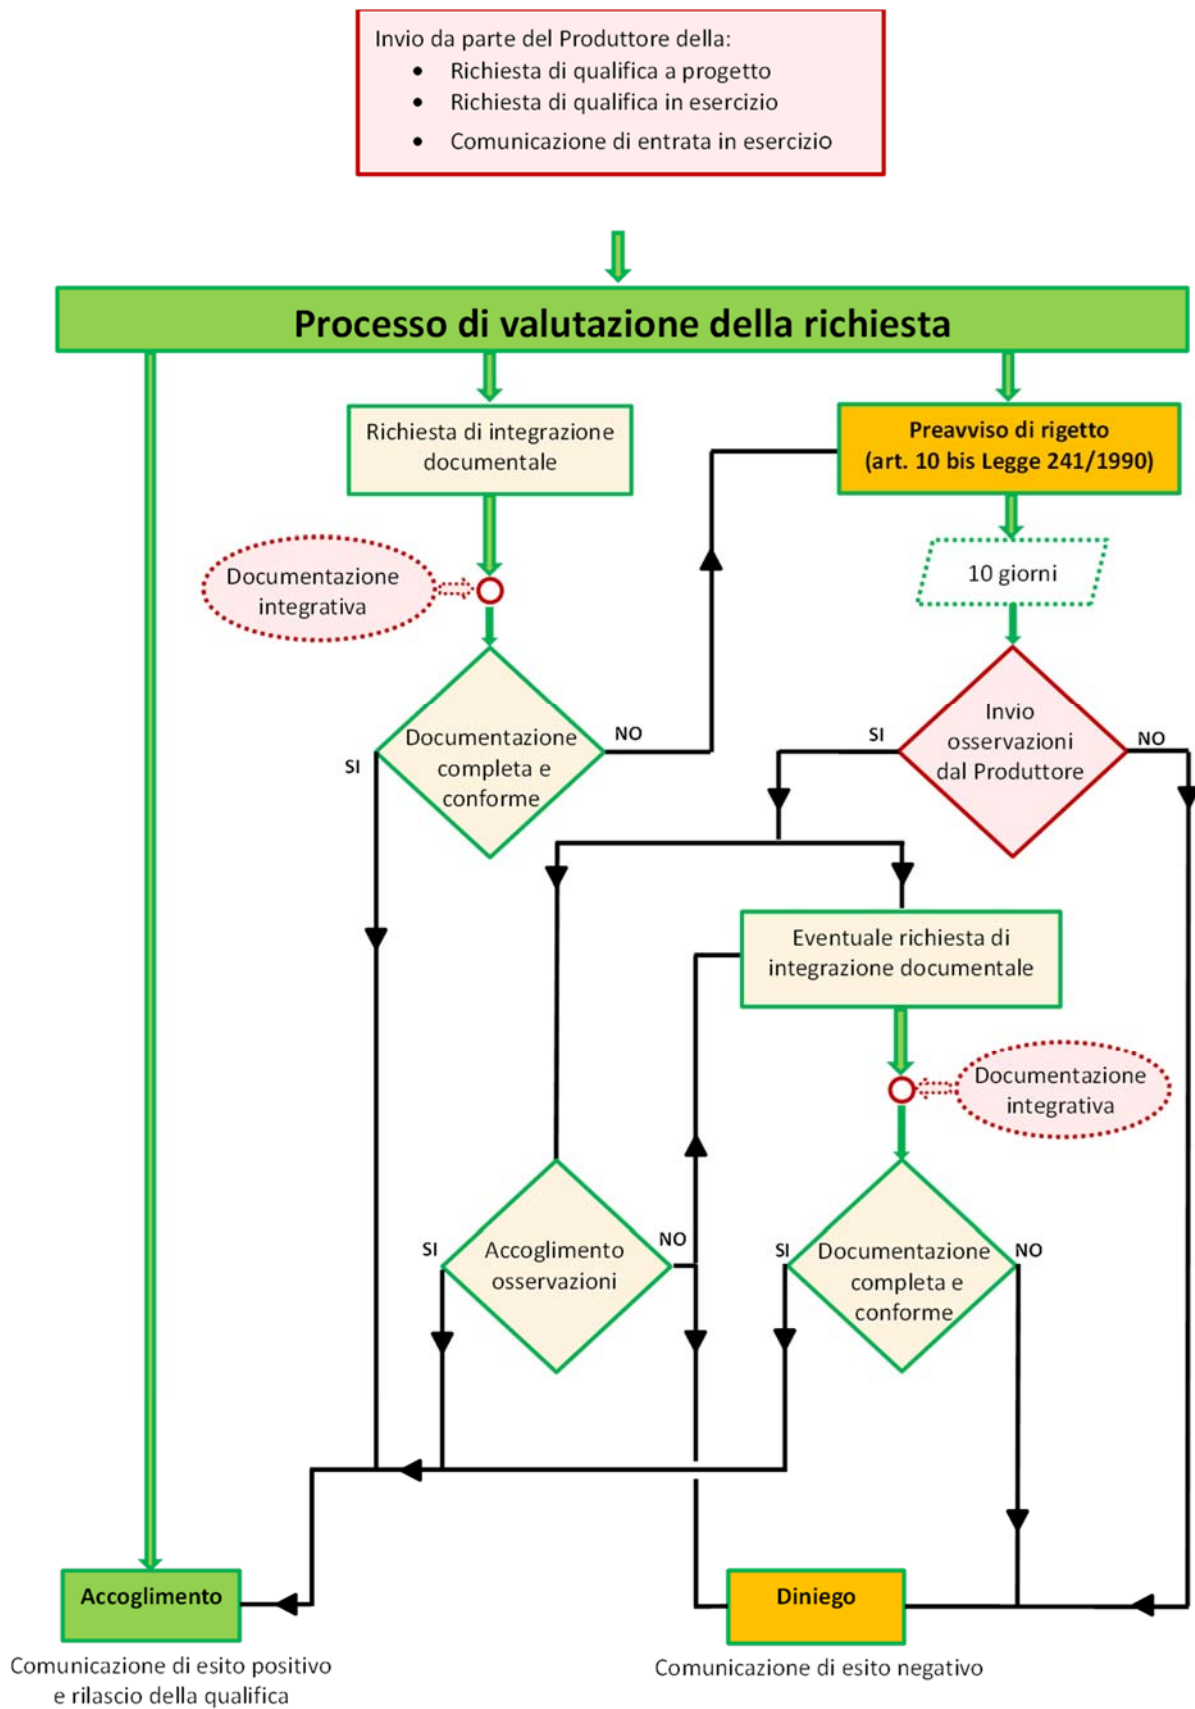 Invio da parte del Produttore della:
• Richiesta di qualifica a progetto
• Richiesta di qualifica in esercizio
• Comunicazione di entrata in esercizio
Processo di valutazione della richiesta
Richiesta di integrazione
documentale
Preavviso di rigetto
(art. 10 bis Legge 241/1990)
Documentazione
integrativa
10 giorni
Documentazione
completa e
conforme
SI
NO
Invio
osservazioni
dal Produttore
SI
NO
Eventuale richiesta di
integrazione documentale
Documentazione
integrativa
Accoglimento
osservazioni
SI
NO
Documentazione
completa e
conforme
SI
NO
Accoglimento
Comunicazione di esito positivo
e rilascio della qualifica
Diniego
Comunicazione di esito negativo